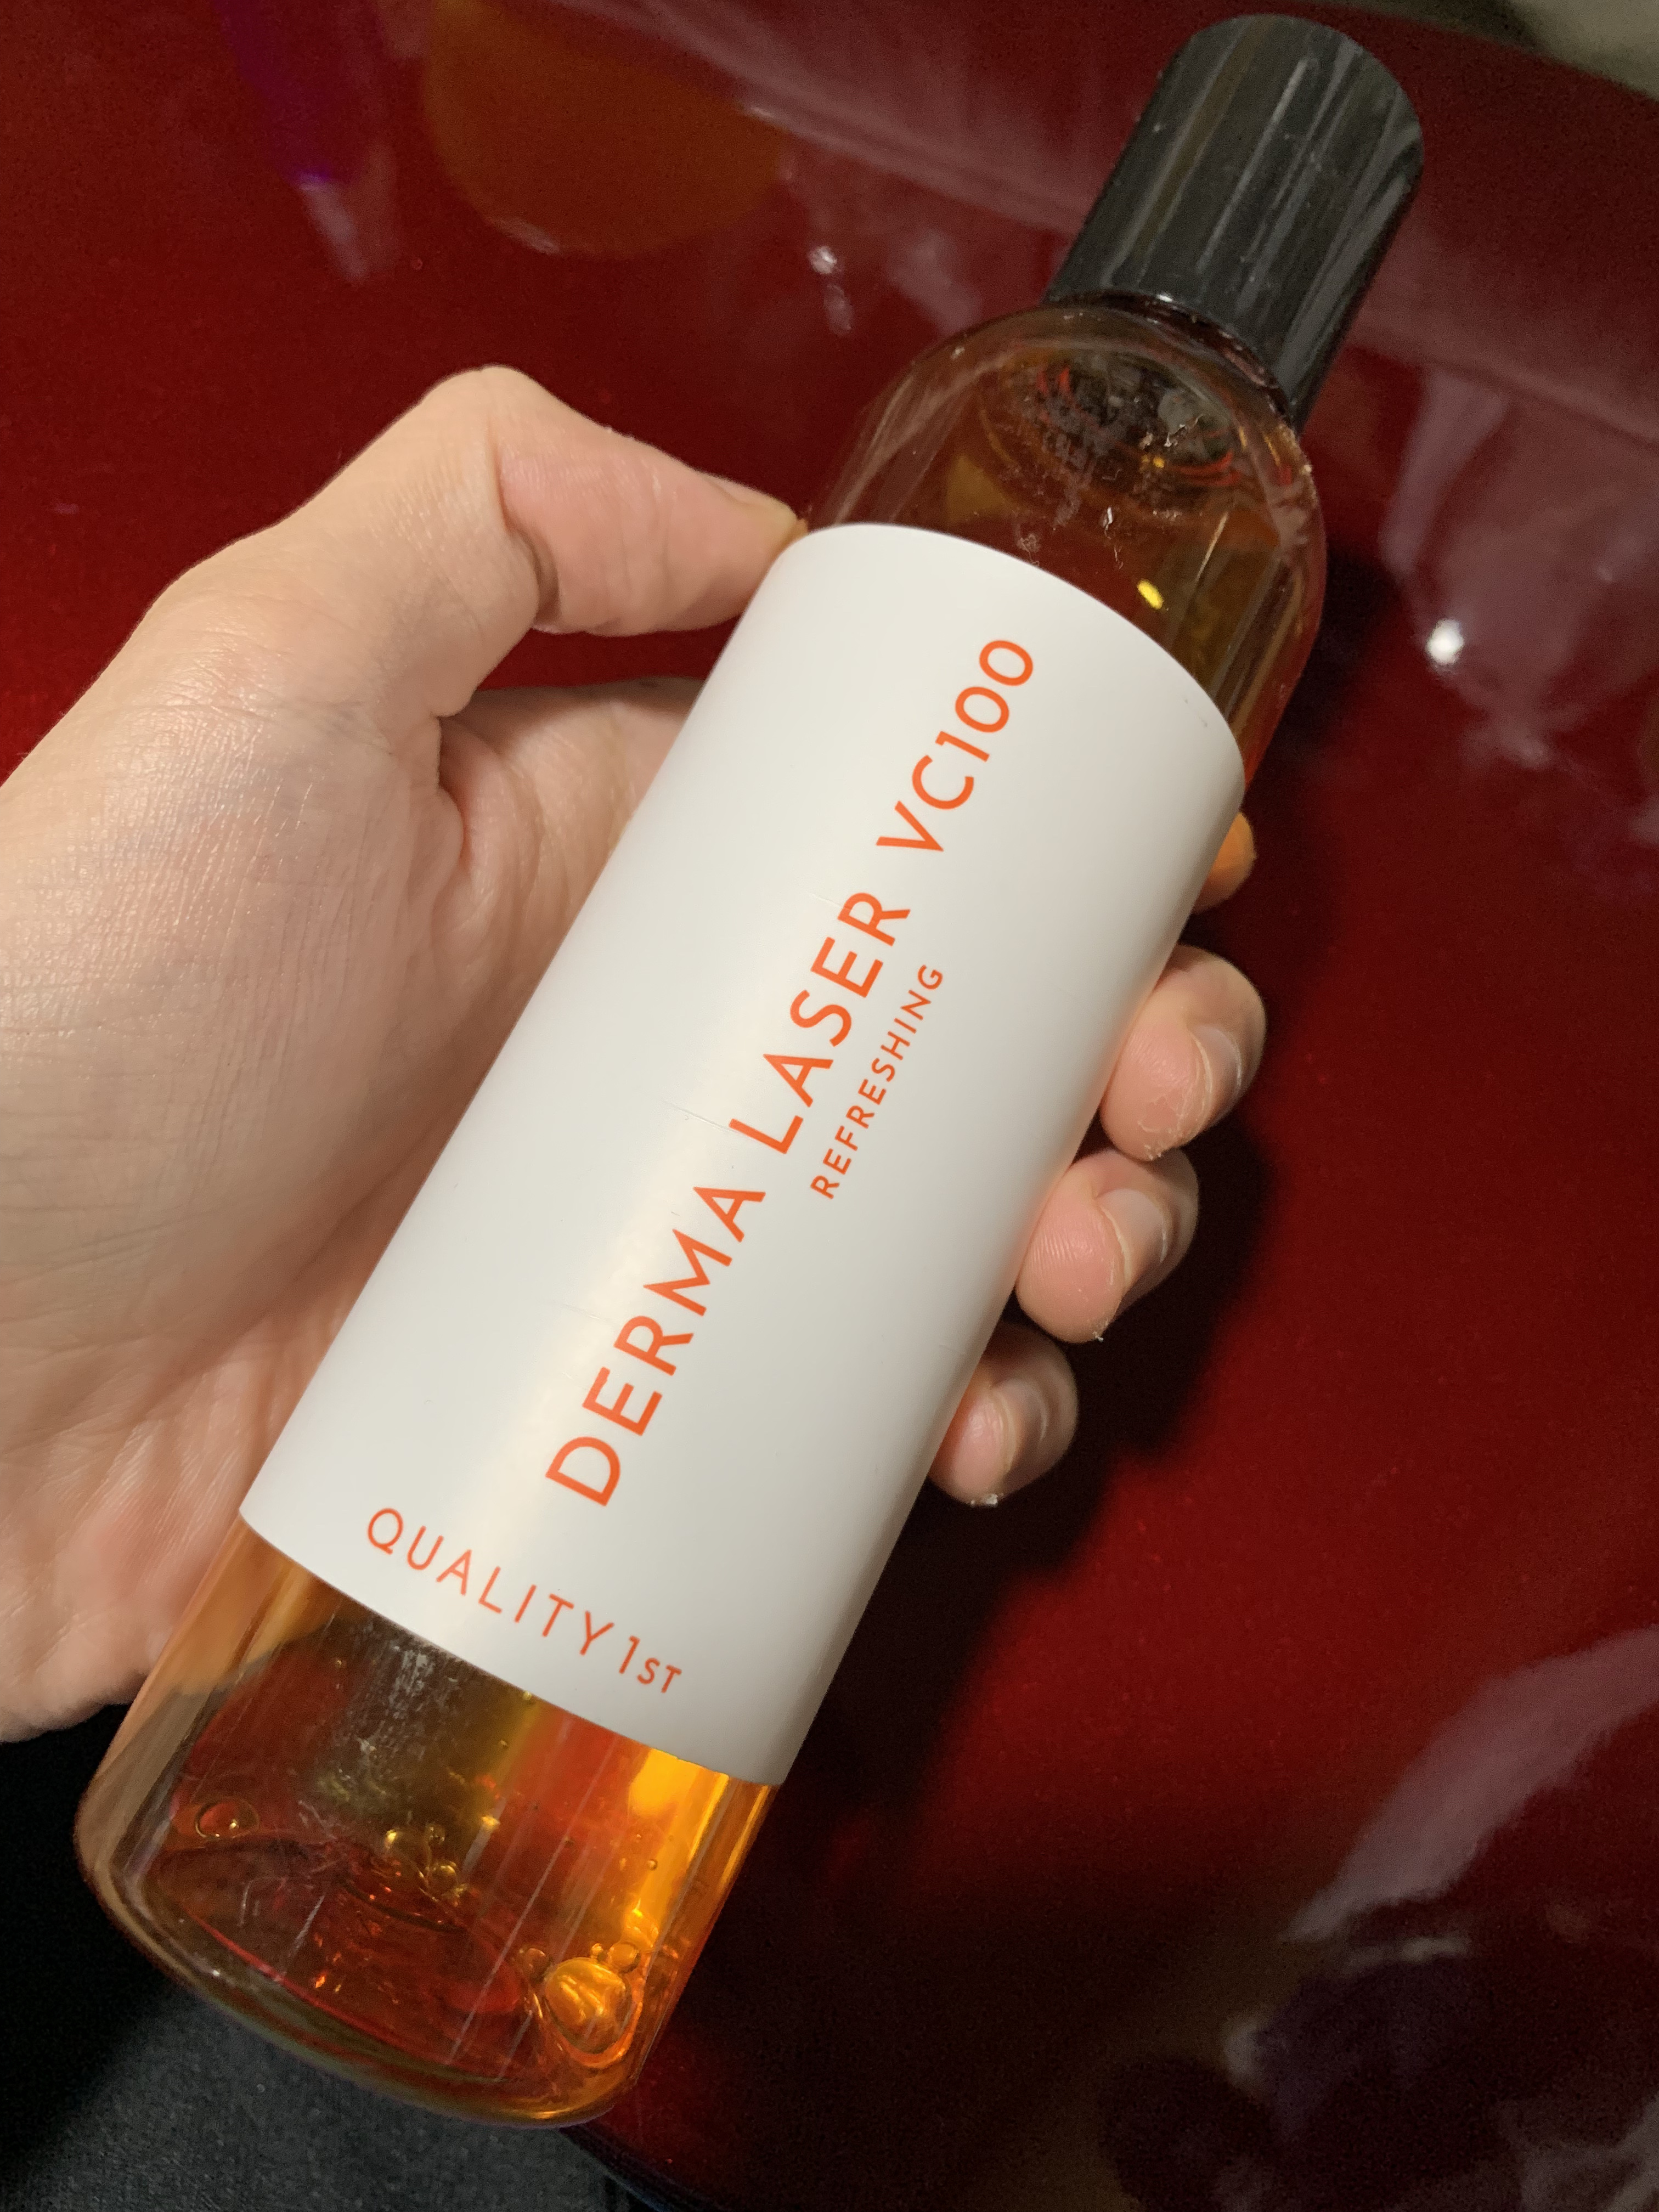 DERMA LASER VC100
REFRESHING
QUALITY 1ST